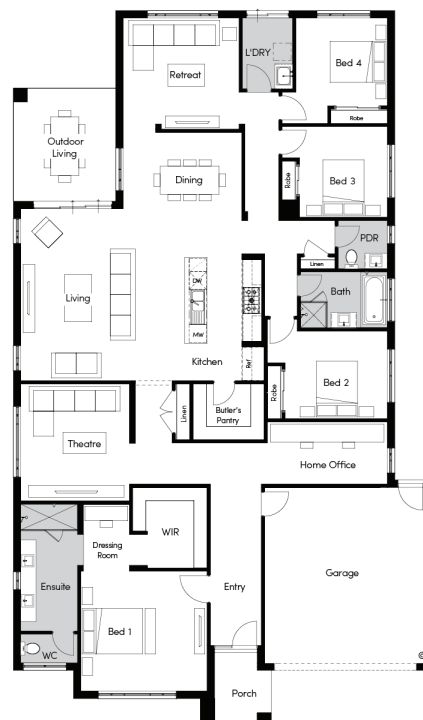 Retreat
L'DRY
Bed 4
Robe
Outdoor
Living
Dining
Robe
Bed 3
PDR
Linen
Living
DW
MW
Bath
Kitchen
Ref
Bed 2
Robe
Linen
Butler's
Pantry
Theatre
Home Office
WIR
Dressing
Room
Ensuite
Entry
Garage
Bed 1
WC
Porch
©